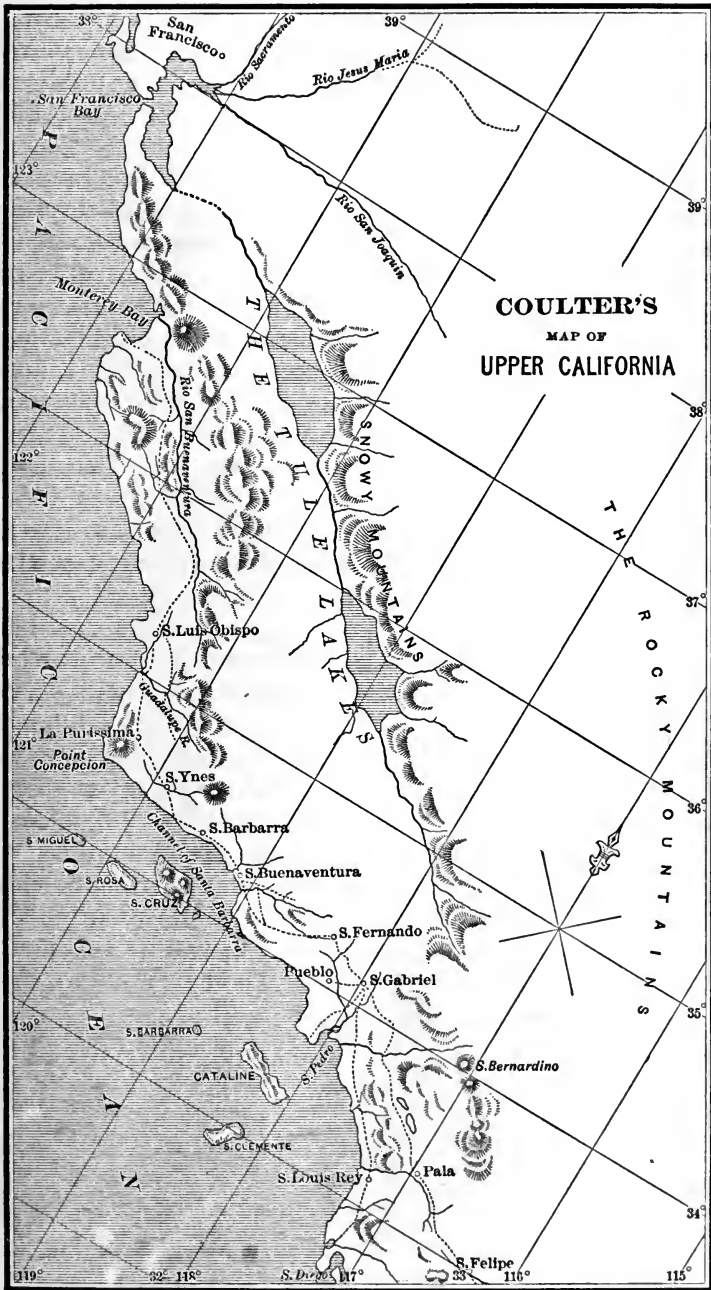 COULTER'S
MAP OF
UPPER CALIFORNIA
38°
39°
San
Francisco
Rio Sacramento
Rio Jesus Maria
San Francisco
Bay
123°
39°
Rio San Joaquin
Monterey Bay
PACIFIC OCEAN
THE TULE LAKES
SNOWY MOUNTAINS
THE ROCKY MOUNTAINS
38°
122°
Rio San Buenaventura
37°
S. Luis Obispo
Guadalupe R.
La Purissima
121°
Point
Concepcion
S. Ynes
36°
S. Barbarra
S MIGUEL
Channel of Santa Barbarra
S. ROSA
S. CRUZ
S. Buenaventura
S. Fernando
Pueblo
S. Gabriel
35°
120°
S. BARBARRA
S. Pedro
S. Bernardino
CATALINE
S. CLEMENTE
S. Louis Rey
Pala
34°
S. Felipe
119°
32°
118°
S. Diego
117°
33°
116°
115°